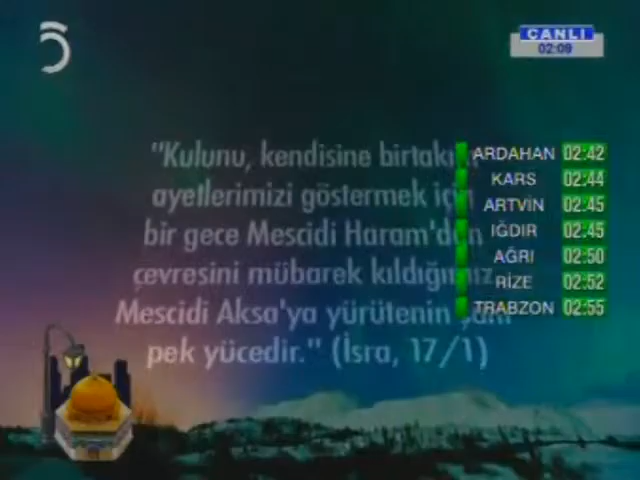 CANLI
02:09
"Kulunu, kendisine birtakım
ayetlerimizi göstermek için
bir gece Mescidi Haram'dan
çevresini mübarek kıldığımız
Mescidi Aksa'ya yürütenin şanı
pek yücedir." (İsra, 17/1)
ARDAHAN 02:42
KARS 02:44
ARTVİN 02:45
IĞDIR 02:45
AĞRI 02:50
RİZE 02:52
TRABZON 02:55